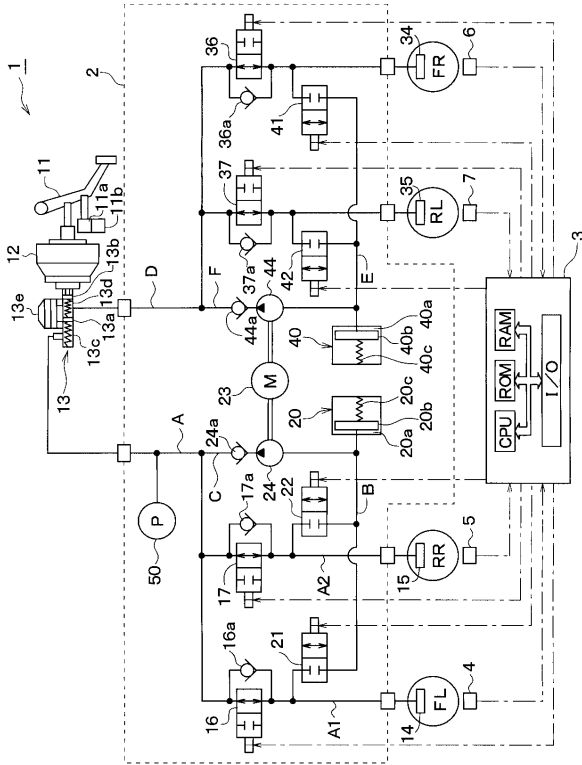 1
2
11
11a
11b
12
13e
13b
13d
13a
13c
13
D
A
F
E
C
B
A1
A2
36
36a
41
34
FR
6
37
37a
42
35
RL
7
44
44a
40
40a
40b
40c
M
23
20
20c
20b
20a
24a
24
P
50
17a
17
22
15
RR
5
16a
16
21
14
FL
4
3
CPU
ROM
RAM
I/O